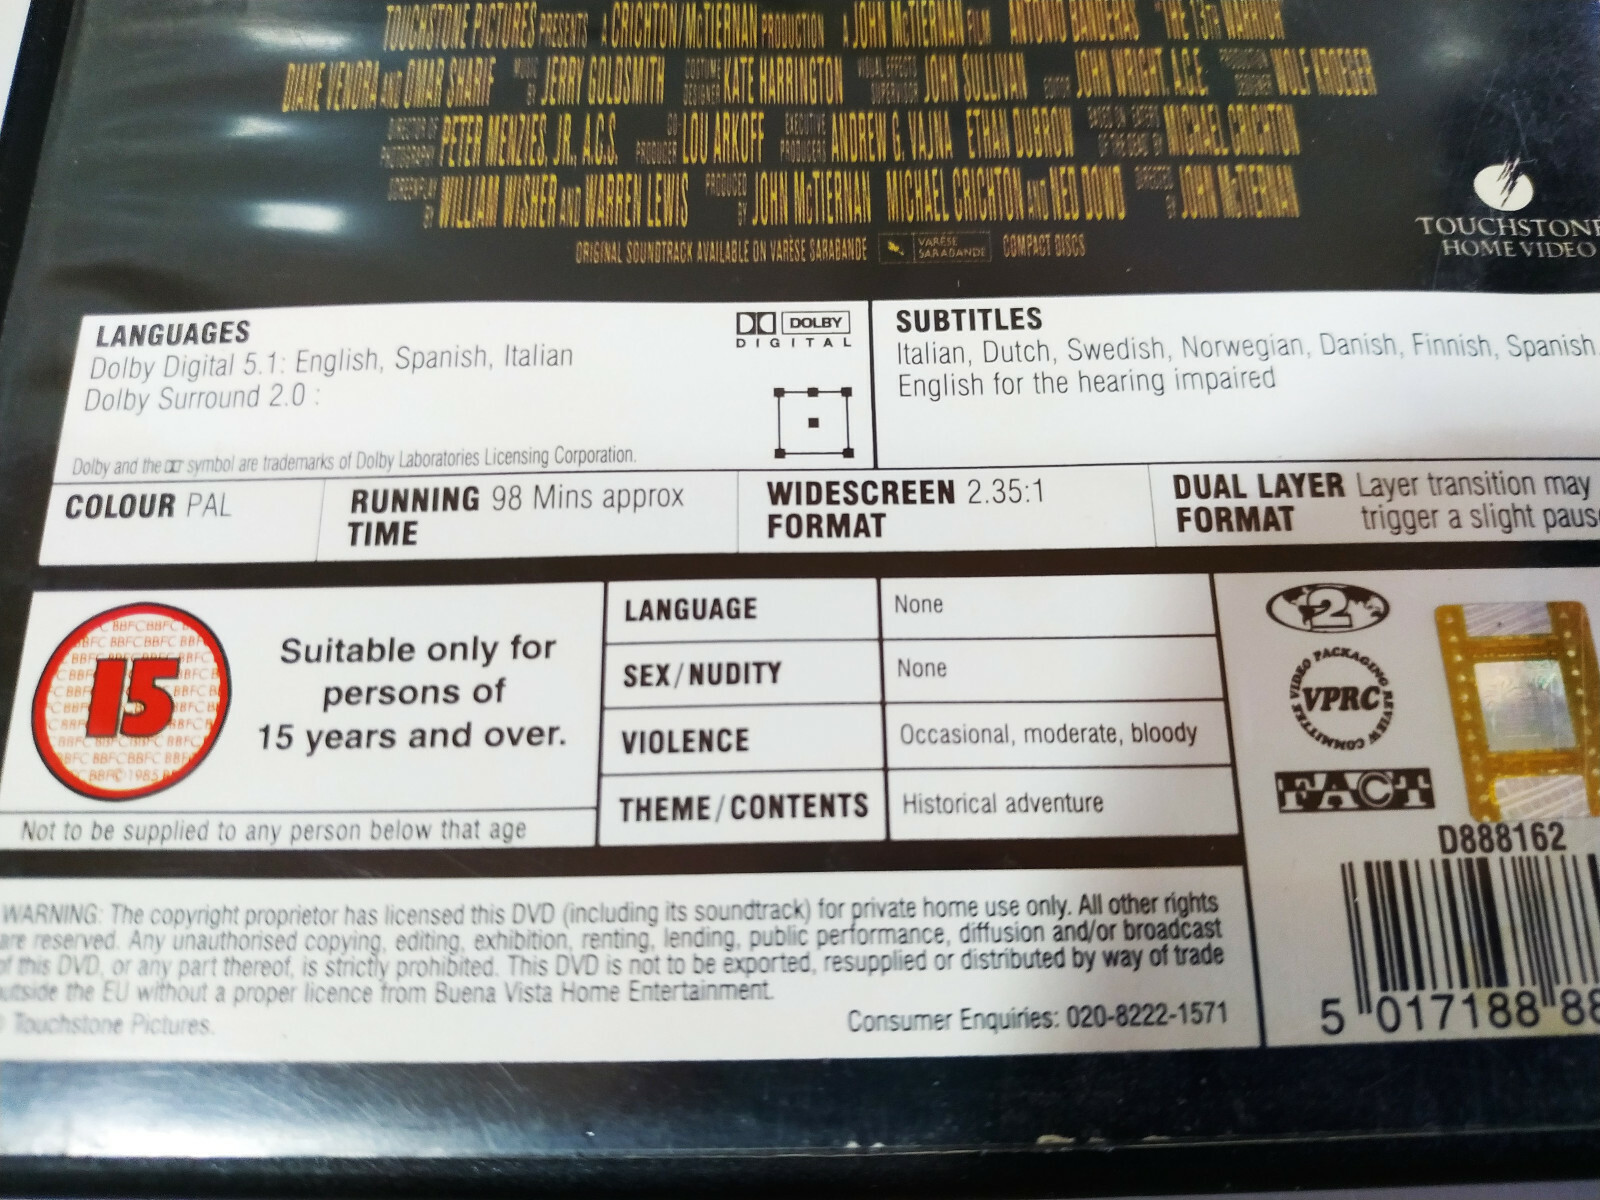 TOUCHSTONE PICTURES PRESENTS A CRICHTON/McTIERNAN PRODUCTION A JOHN McTIERNAN FILM ANTONIO BANDERAS "THE 13TH WARRIOR"
DIANE VENORA AND OMAR SHARIF MUSIC BY JERRY GOLDSMITH COSTUME DESIGNER KATE HARRINGTON VISUAL EFFECTS SUPERVISOR JOHN SULLIVAN EDITOR JOHN WRIGHT, A.C.E. PRODUCTION DESIGNER WOLF KROEGER
DIRECTOR OF PHOTOGRAPHY PETER MENZIES, JR., A.C.S. CO PRODUCER LOU ARKOFF EXECUTIVE PRODUCERS ANDREW G. VAJNA ETHAN DUBROW MICHAEL CRICHTON
SCREENPLAY BY WILLIAM WISHER AND WARREN LEWIS PRODUCED BY JOHN McTIERNAN MICHAEL CRICHTON AND NED DOWD DIRECTED BY JOHN McTIERNAN
ORIGINAL SOUNDTRACK AVAILABLE ON VARÈSE SARABANDE VARÈSE SARABANDE COMPACT DISCS
TOUCHSTONE
HOME VIDEO
LANGUAGES
Dolby Digital 5.1: English, Spanish, Italian
Dolby Surround 2.0 :
DOLBY
DIGITAL
Dolby and the symbol are trademarks of Dolby Laboratories Licensing Corporation.
SUBTITLES
Italian, Dutch, Swedish, Norwegian, Danish, Finnish, Spanish.
English for the hearing impaired
COLOUR PAL
RUNNING 98 Mins approx
TIME
WIDESCREEN 2.35:1
FORMAT
DUAL LAYER Layer transition may
FORMAT trigger a slight pause
15
BBFC © 1985
Suitable only for
persons of
15 years and over.
Not to be supplied to any person below that age
LANGUAGE None
SEX/NUDITY None
VIOLENCE Occasional, moderate, bloody
THEME/CONTENTS Historical adventure
2
VIDEO PACKAGING REVIEW COMMITTEE
VPRC
FACT
D888162
5 017188 88
WARNING: The copyright proprietor has licensed this DVD (including its soundtrack) for private home use only. All other rights
are reserved. Any unauthorised copying, editing, exhibition, renting, lending, public performance, diffusion and/or broadcast
of this DVD, or any part thereof, is strictly prohibited. This DVD is not to be exported, resupplied or distributed by way of trade
outside the EU without a proper licence from Buena Vista Home Entertainment.
© Touchstone Pictures.
Consumer Enquiries: 020-8222-1571